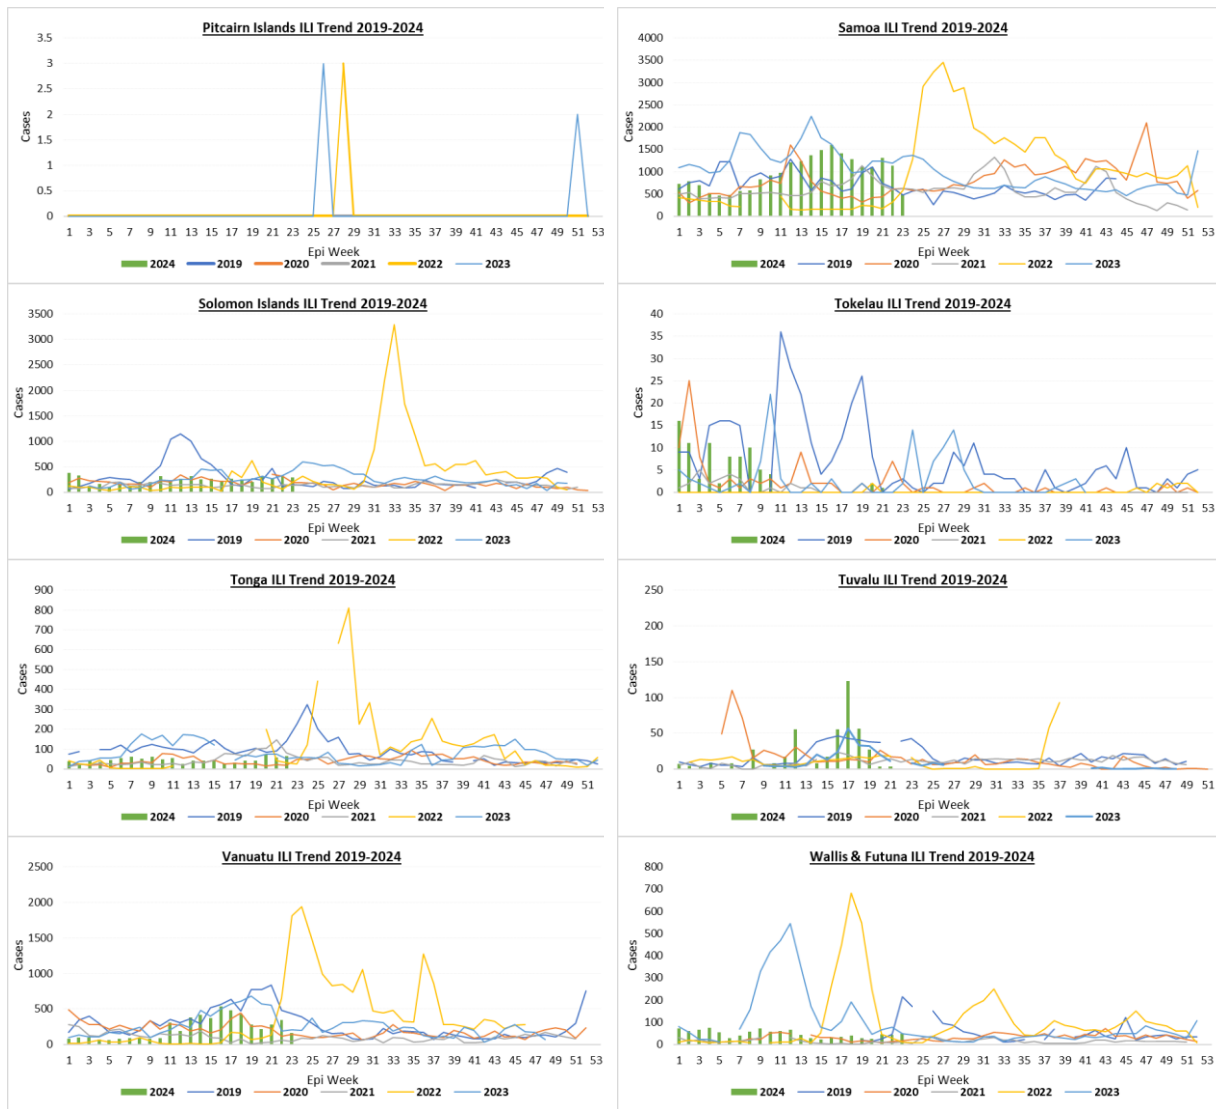 Pitcairn Islands ILI Trend 2019-2024
3.5
3
2.5
2
1.5
1
0.5
0
Cases
1 3 5 7 9 11 13 15 17 19 21 23 25 27 29 31 33 35 37 39 41 43 45 47 49 51 53
Epi Week
2024 2019 2020 2021 2022 2023
Samoa ILI Trend 2019-2024
4000
3500
3000
2500
2000
1500
1000
500
0
Cases
1 3 5 7 9 11 13 15 17 19 21 23 25 27 29 31 33 35 37 39 41 43 45 47 49 51 53
Epi Week
2024 2019 2020 2021 2022 2023
Solomon Islands ILI Trend 2019-2024
3500
3000
2500
2000
1500
1000
500
0
Cases
1 3 5 7 9 11 13 15 17 19 21 23 25 27 29 31 33 35 37 39 41 43 45 47 49 51 53
Epi Week
2024 2019 2020 2021 2022 2023
Tokelau ILI Trend 2019-2024
40
35
30
25
20
15
10
5
0
Cases
1 3 5 7 9 11 13 15 17 19 21 23 25 27 29 31 33 35 37 39 41 43 45 47 49 51 53
Epi Week
2024 2019 2020 2021 2022 2023
Tonga ILI Trend 2019-2024
900
800
700
600
500
400
300
200
100
0
Cases
1 3 5 7 9 11 13 15 17 19 21 23 25 27 29 31 33 35 37 39 41 43 45 47 49 51 53
Epi Week
2024 2019 2020 2021 2022 2023
Tuvalu ILI Trend 2019-2024
250
200
150
100
50
0
Cases
1 3 5 7 9 11 13 15 17 19 21 23 25 27 29 31 33 35 37 39 41 43 45 47 49 51
Epi Week
2024 2019 2020 2021 2022 2023
Vanuatu ILI Trend 2019-2024
2500
2000
1500
1000
500
0
Cases
1 3 5 7 9 11 13 15 17 19 21 23 25 27 29 31 33 35 37 39 41 43 45 47 49 51 53
Epi Week
2024 2019 2020 2021 2022 2023
Wallis & Futuna ILI Trend 2019-2024
800
700
600
500
400
300
200
100
0
Cases
1 3 5 7 9 11 13 15 17 19 21 23 25 27 29 31 33 35 37 39 41 43 45 47 49 51 53
Epi Week
2024 2019 2020 2021 2022 2023